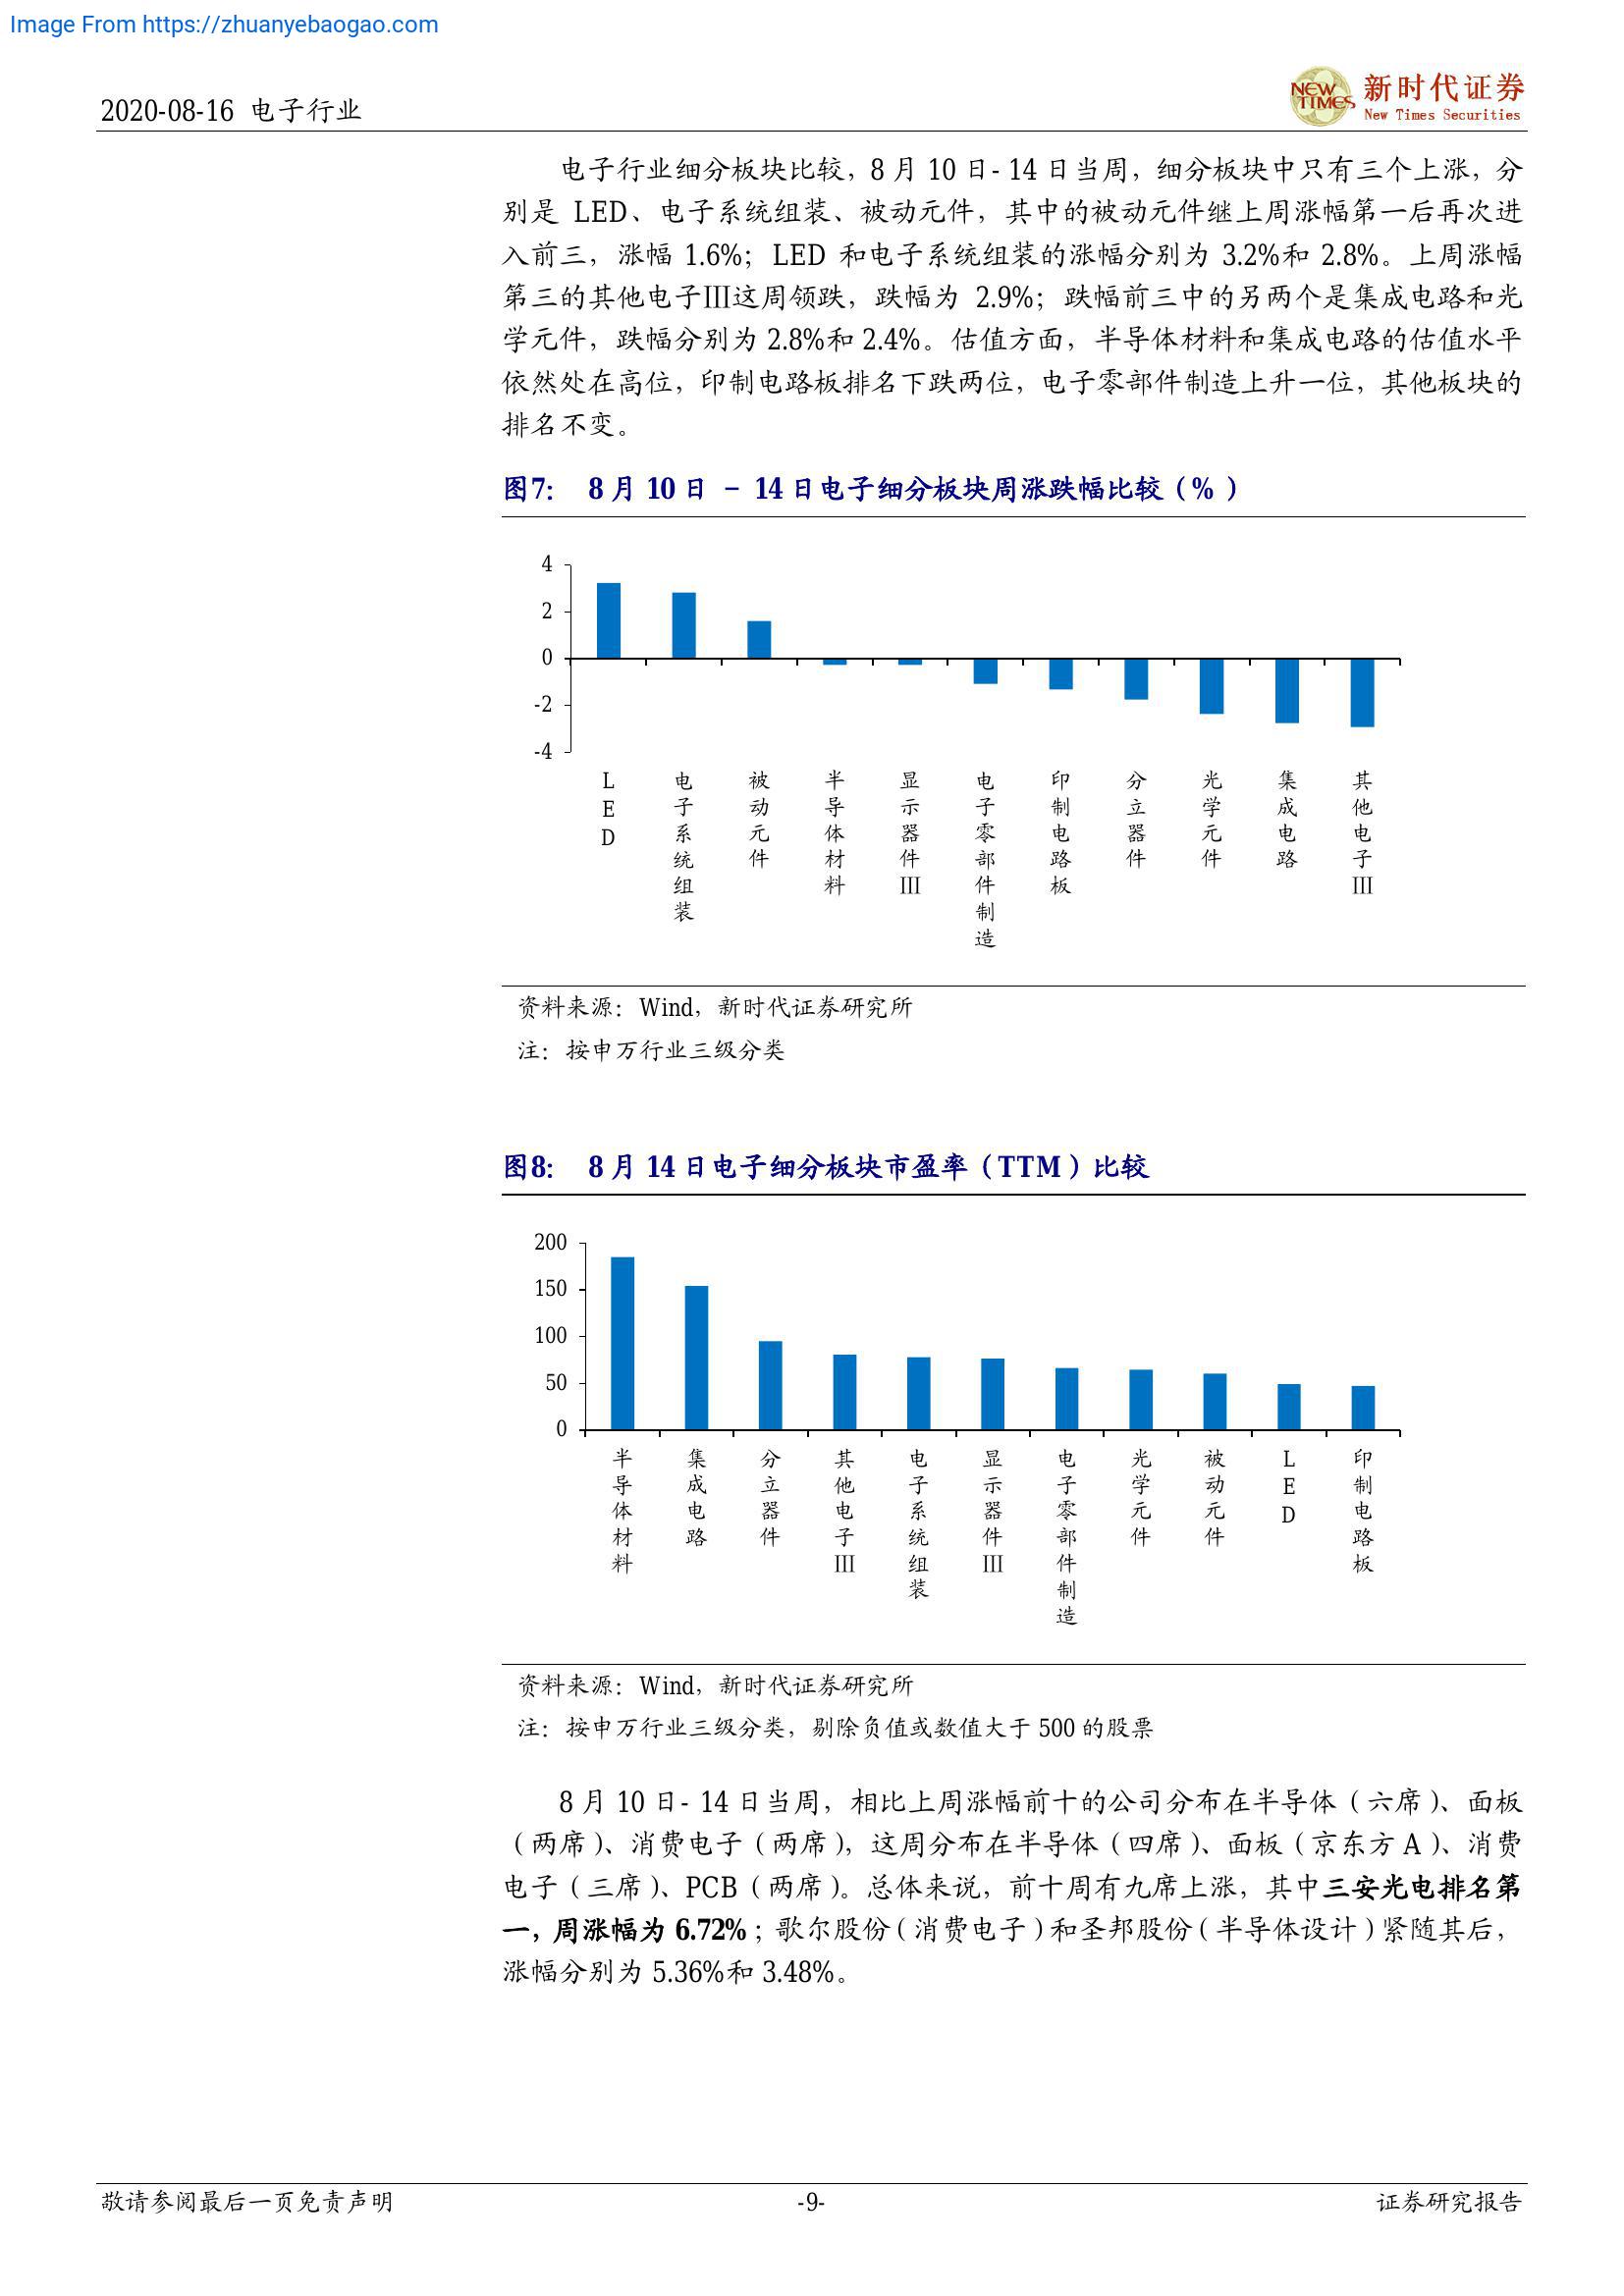 Image From https://zhuanyebaogao.com
2020-08-16 电子行业
NEW TIMES
新时代证券
New Times Securities
电子行业细分板块比较，8 月 10 日- 14 日当周，细分板块中只有三个上涨，分
别是 LED、电子系统组装、被动元件，其中的被动元件继上周涨幅第一后再次进
入前三，涨幅 1.6%；LED 和电子系统组装的涨幅分别为 3.2%和 2.8%。上周涨幅
第三的其他电子Ⅲ这周领跌，跌幅为 2.9%；跌幅前三中的另两个是集成电路和光
学元件，跌幅分别为 2.8%和 2.4%。估值方面，半导体材料和集成电路的估值水平
依然处在高位，印制电路板排名下跌两位，电子零部件制造上升一位，其他板块的
排名不变。
图7： 8 月 10 日 － 14 日电子细分板块周涨跌幅比较（%）
4
2
0
-2
-4
LED
电子系统组装
被动元件
半导体材料
显示器件Ⅲ
电子零部件制造
印制电路板
分立器件
光学元件
集成电路
其他电子Ⅲ
资料来源：Wind，新时代证券研究所
注：按申万行业三级分类
图8： 8 月 14 日电子细分板块市盈率（TTM）比较
200
150
100
50
0
半导体材料
集成电路
分立器件
其他电子Ⅲ
电子系统组装
显示器件Ⅲ
电子零部件制造
光学元件
被动元件
LED
印制电路板
资料来源：Wind，新时代证券研究所
注：按申万行业三级分类，剔除负值或数值大于 500 的股票
8 月 10 日- 14 日当周，相比上周涨幅前十的公司分布在半导体（六席）、面板
（两席）、消费电子（两席），这周分布在半导体（四席）、面板（京东方 A）、消费
电子（三席）、PCB（两席）。总体来说，前十周有九席上涨，其中三安光电排名第
一，周涨幅为 6.72%；歌尔股份（消费电子）和圣邦股份（半导体设计）紧随其后，
涨幅分别为 5.36%和 3.48%。
敬请参阅最后一页免责声明
-9-
证券研究报告